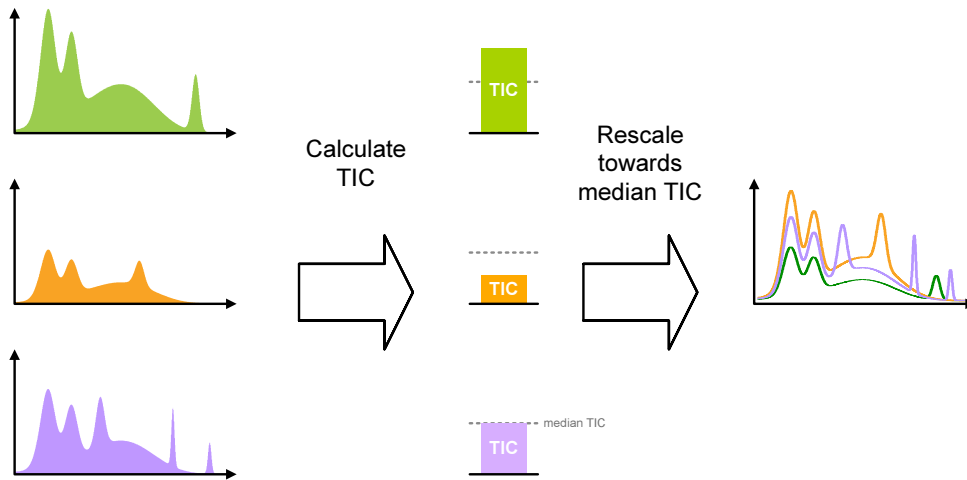 TIC
Calculate
TIC
Rescale
towards
median TIC
TIC
median TIC
TIC